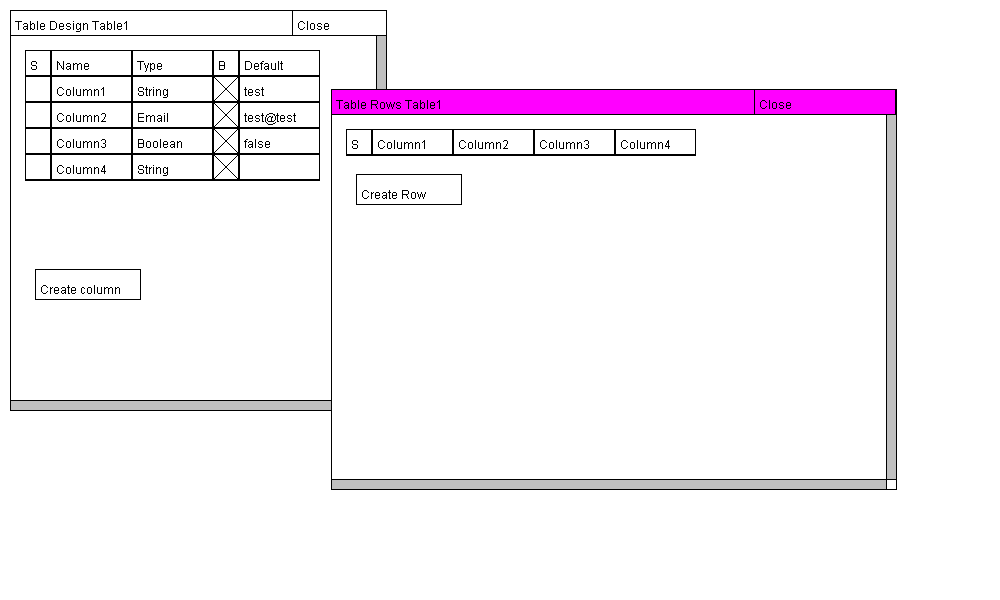 Table Design Table1 Close
S Name Type B Default
Column1 String test
Column2 Email test@test
Column3 Boolean false
Column4 String
Create column
Table Rows Table1 Close
S Column1 Column2 Column3 Column4
Create Row